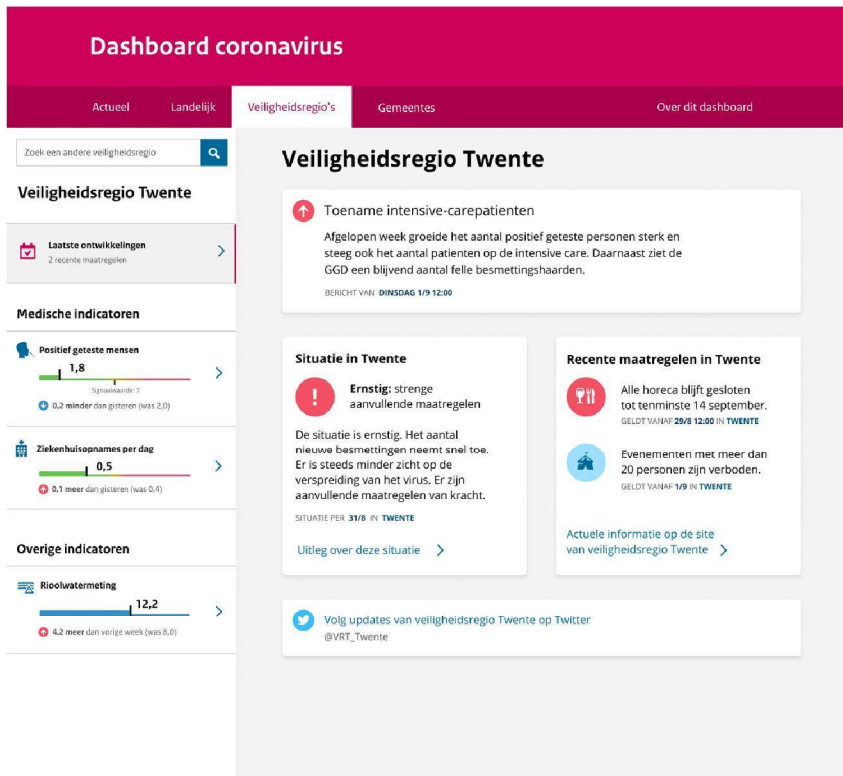 Dashboard coronavirus
Actueel
Landelijk
Veiligheidsregio's
Gemeentes
Over dit dashboard
Zoek een andere veiligheidsregio
Veiligheidsregio Twente
Laatste ontwikkelingen
2 recente maatregelen
Medische indicatoren
Positief geteste mensen
1,8
Signaalwaarde: 7
0,2 minder dan gisteren (was 2,0)
Ziekenhuisopnames per dag
0,5
0,1 meer dan gisteren (was 0,4)
Overige indicatoren
Rioolwatermeting
12,2
4,2 meer dan vorige week (was 8,0)
Veiligheidsregio Twente
Toename intensive-carepatienten
Afgelopen week groeide het aantal positief geteste personen sterk en
steeg ook het aantal patienten op de intensive care. Daarnaast ziet de
GGD een blijvend aantal felle besmettingshaarden.
BERICHT VAN DINSDAG 1/9 12:00
Situatie in Twente
Ernstig: strenge
aanvullende maatregelen
De situatie is ernstig. Het aantal
nieuwe besmettingen neemt snel toe.
Er is steeds minder zicht op de
verspreiding van het virus. Er zijn
aanvullende maatregelen van kracht.
SITUATIE PER 31/8 IN TWENTE
Uitleg over deze situatie
Recente maatregelen in Twente
Alle horeca blijft gesloten
tot tenminste 14 september.
GELDT VANAF 29/8 12:00 IN TWENTE
Evenementen met meer dan
20 personen zijn verboden.
GELDT VANAF 1/9 IN TWENTE
Actuele informatie op de site
van veiligheidsregio Twente
Volg updates van veiligheidsregio Twente op Twitter
@VRT_Twente